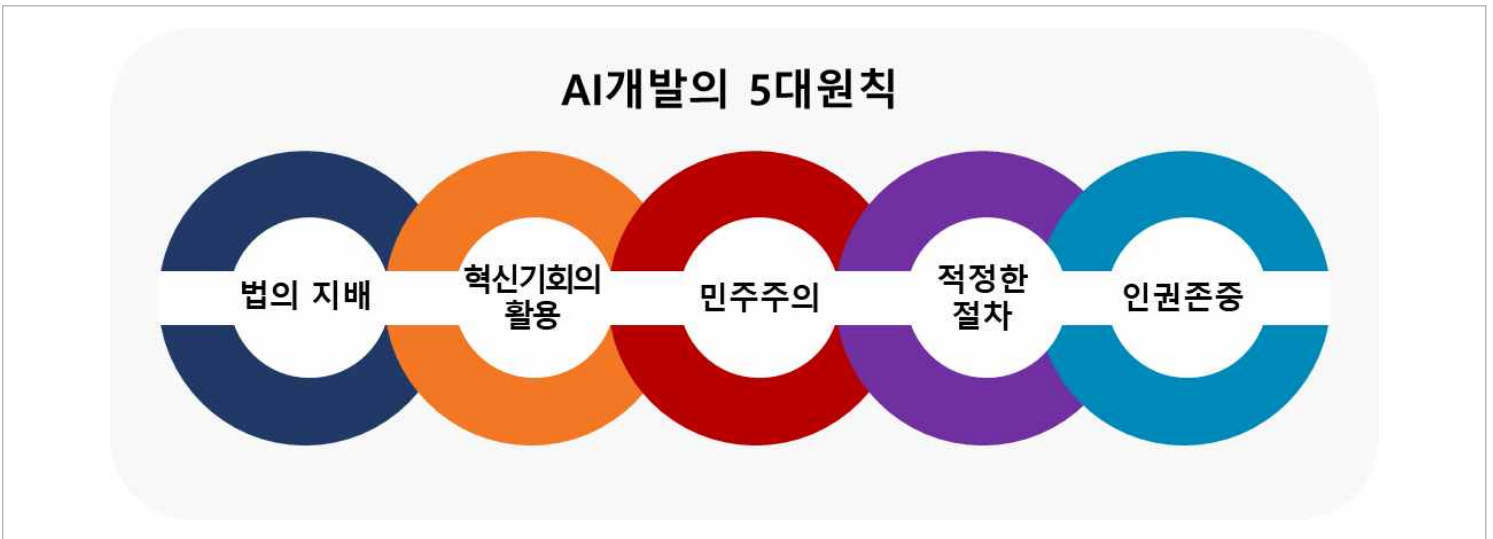 AI개발의 5대원칙
법의 지배
혁신기회의
활용
민주주의
적정한
절차
인권존중